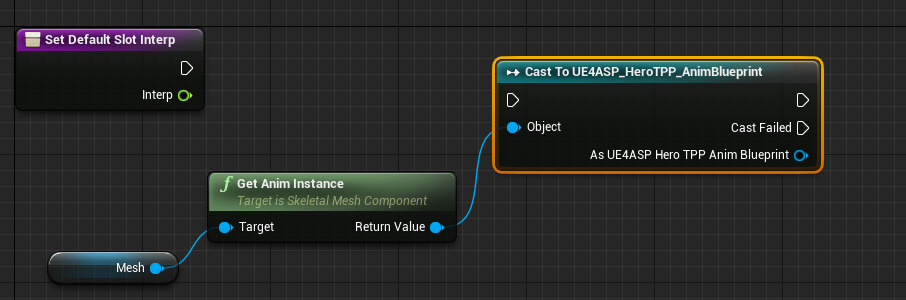 Set Default Slot Interp
Interp
Cast To UE4ASP_HeroTPP_AnimBlueprint
Object
Cast Failed
As UE4ASP Hero TPP Anim Blueprint
f Get Anim Instance
Target is Skeletal Mesh Component
Target
Return Value
Mesh